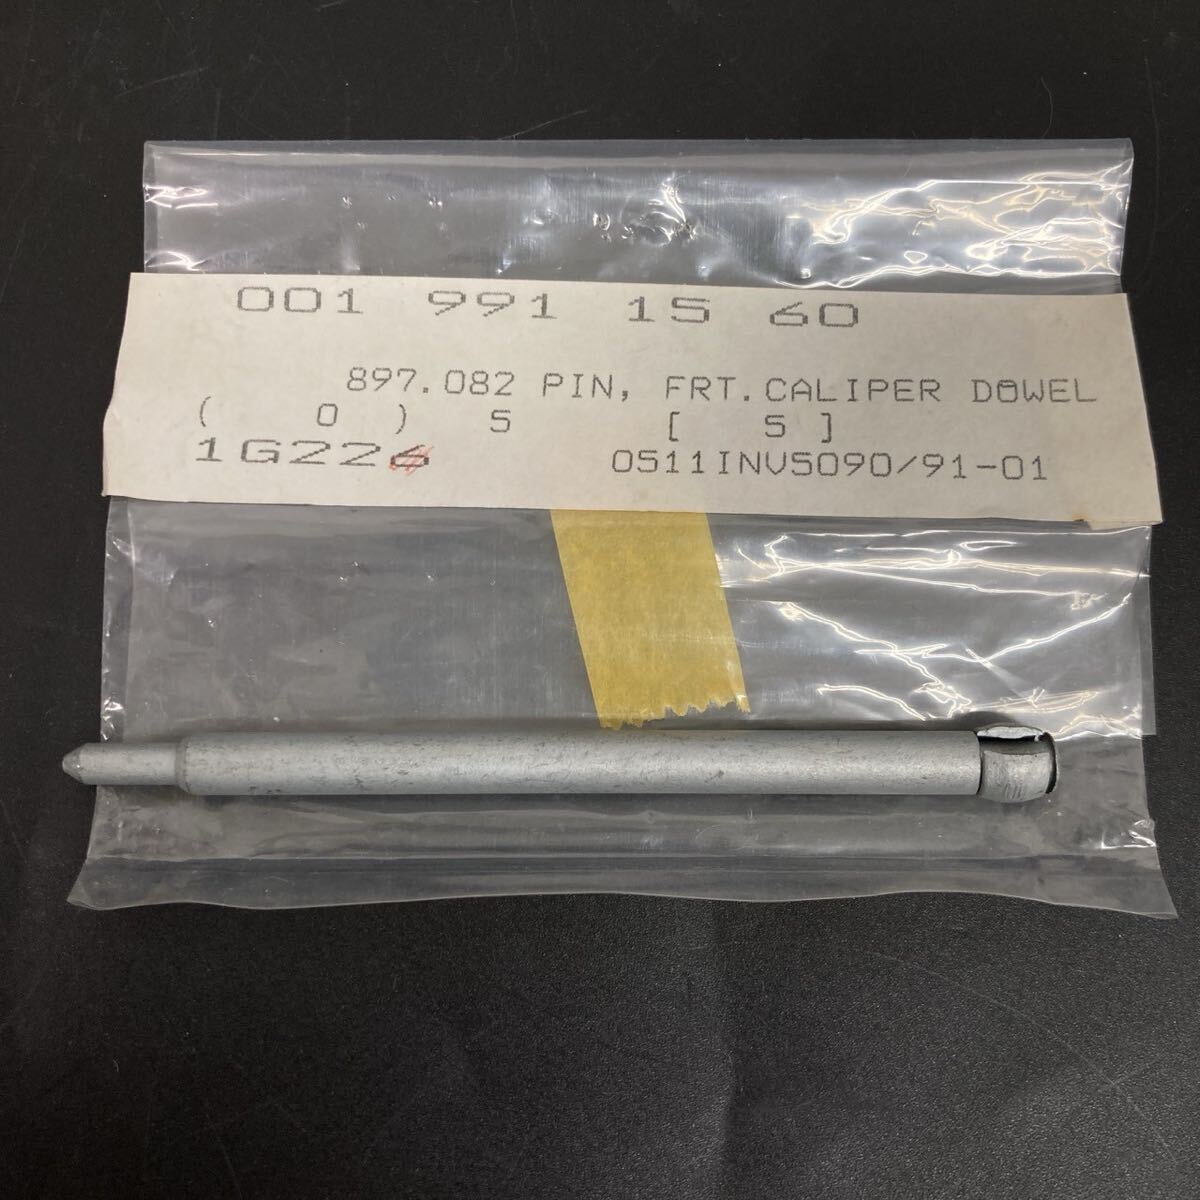 001 991 15 60
897.082 PIN, FRT.CALIPER DOWEL
( 0 ) 5 [ 5 ]
1G226 0511INV5090/91-01